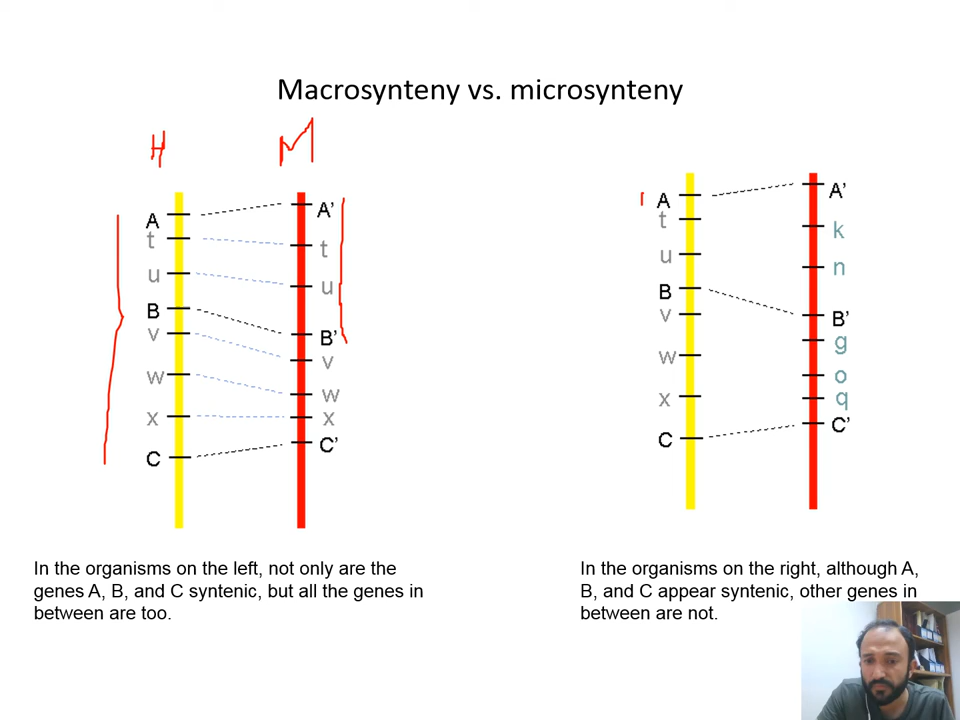 Macrosynteny vs. microsynteny
H
M
A
t
u
B
v
w
x
C
A'
t
u
B'
v
w
x
C'
A
t
u
B
v
w
x
C
A'
k
n
B'
g
o
q
C'
In the organisms on the left, not only are the
genes A, B, and C syntenic, but all the genes in
between are too.
In the organisms on the right, although A,
B, and C appear syntenic, other genes in
between are not.